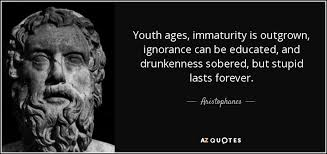 Youth ages, immaturity is outgrown,
ignorance can be educated, and
drunkenness sobered, but stupid
lasts forever.
Aristophanes
AZ QUOTES